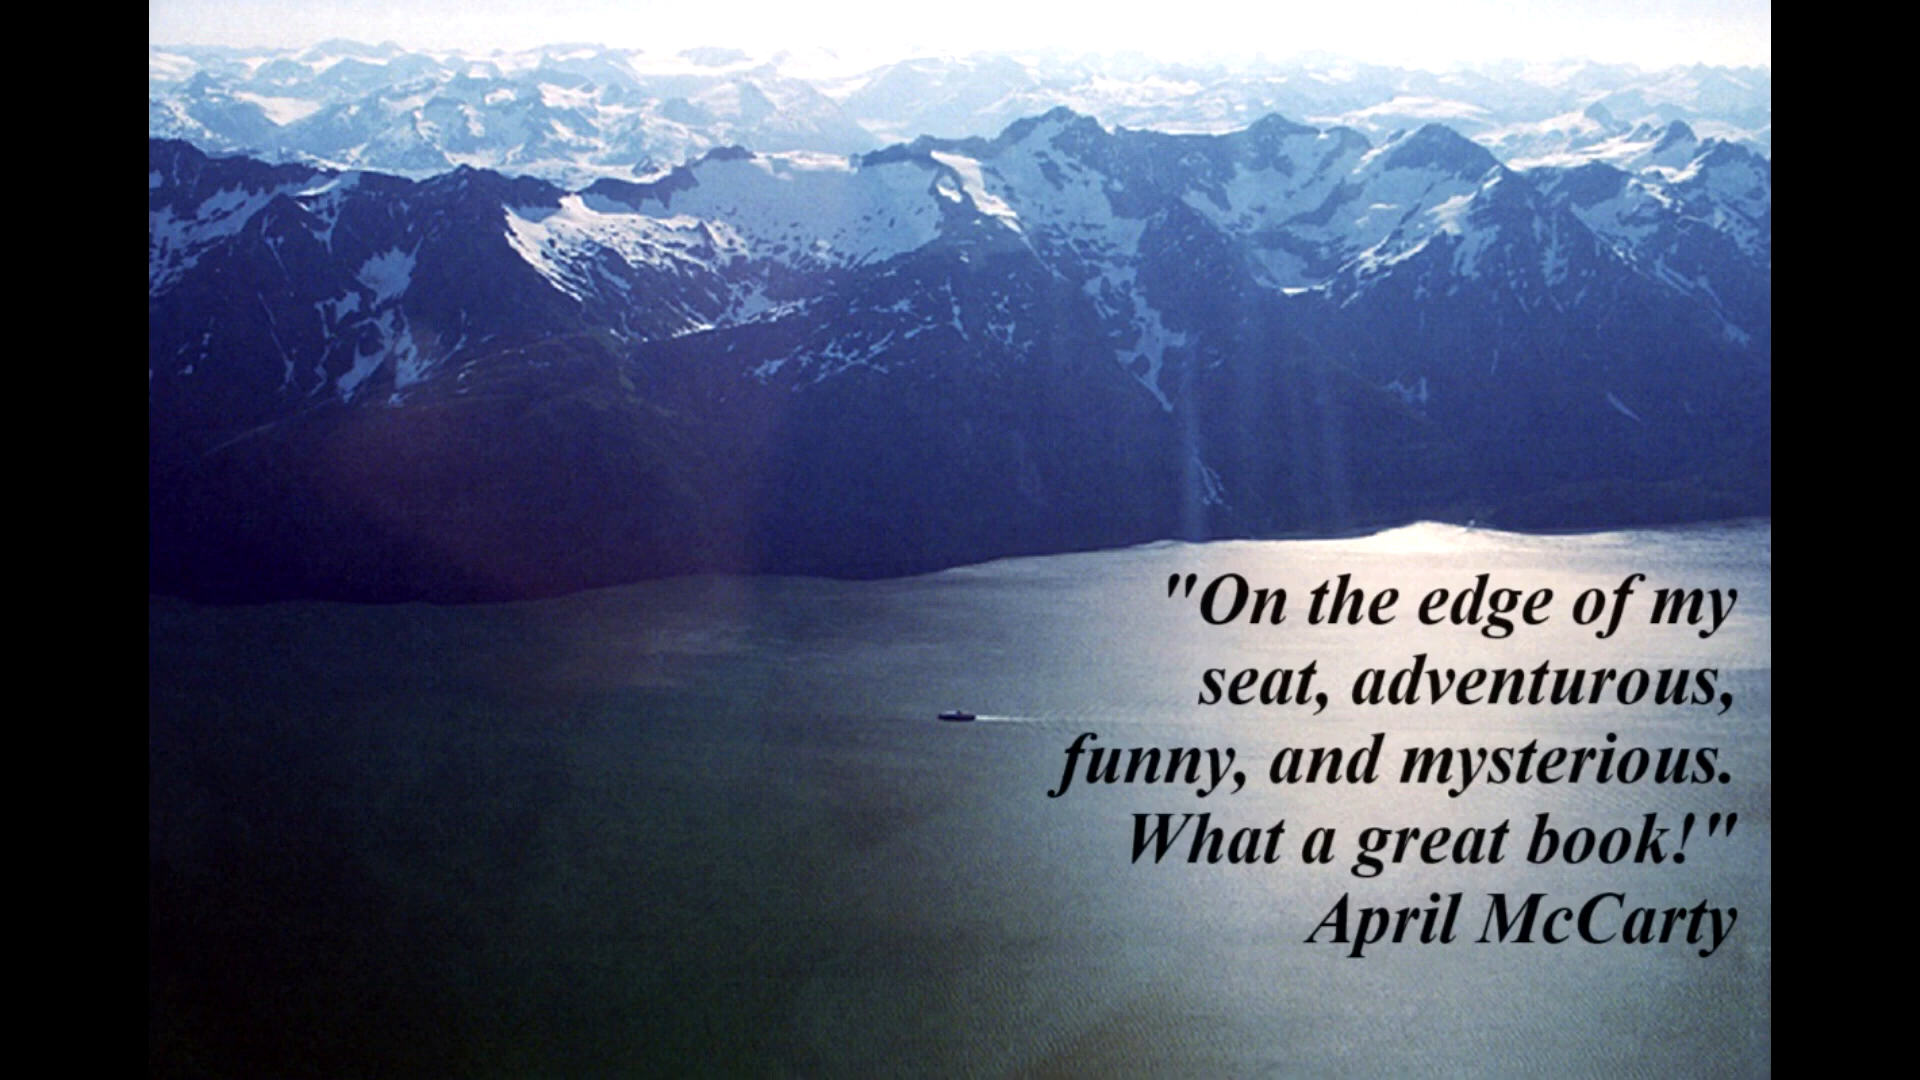 "On the edge of my
seat, adventurous,
funny, and mysterious.
What a great book!"
April McCarty